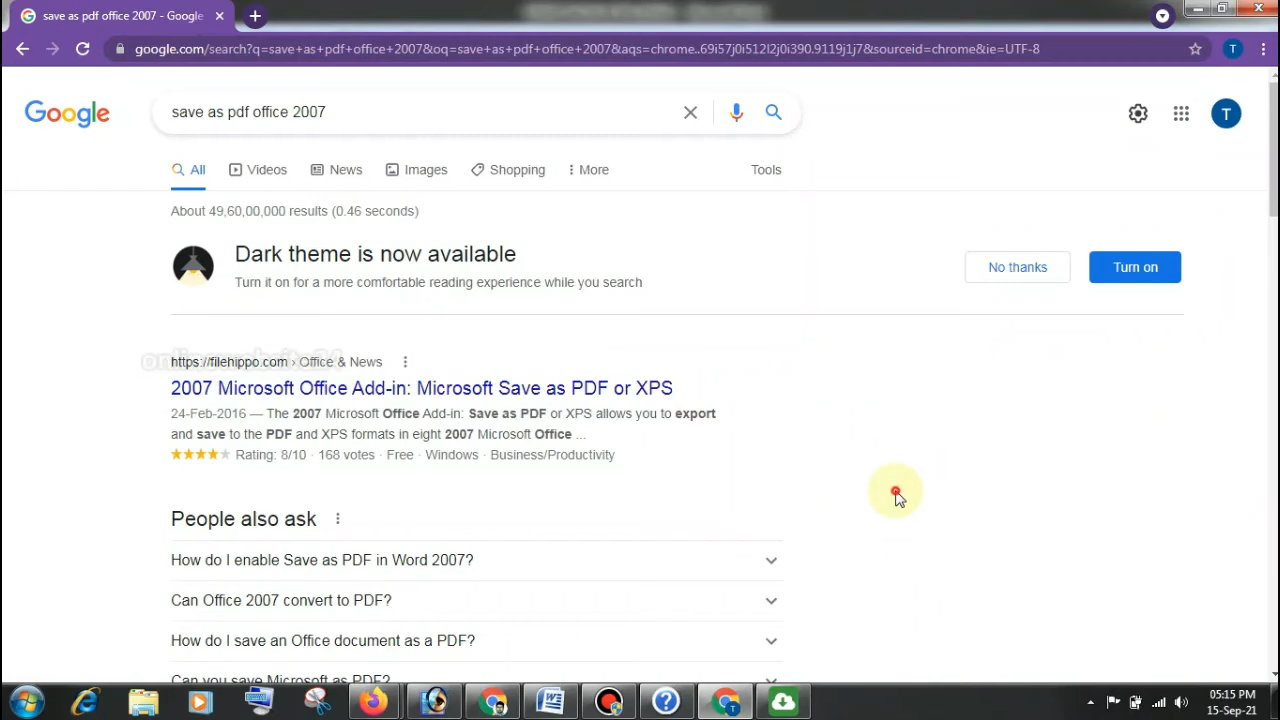 save as pdf office 2007 - Google
google.com/search?q=save+as+pdf+office+2007&oq=save+as+pdf+office+2007&aqs=chrome..69i57j0i512l2j0i390.9119j1j7&sourceid=chrome&ie=UTF-8
T
Google
save as pdf office 2007
T
All
Videos
News
Images
Shopping
More
Tools
About 49,60,00,000 results (0.46 seconds)
Dark theme is now available
Turn it on for a more comfortable reading experience while you search
No thanks
Turn on
https://filehippo.com › Office & News
2007 Microsoft Office Add-in: Microsoft Save as PDF or XPS
24-Feb-2016 — The 2007 Microsoft Office Add-in: Save as PDF or XPS allows you to export
and save to the PDF and XPS formats in eight 2007 Microsoft Office ...
Rating: 8/10 · 168 votes · Free · Windows · Business/Productivity
People also ask
How do I enable Save as PDF in Word 2007?
Can Office 2007 convert to PDF?
How do I save an Office document as a PDF?
Can you save Microsoft as PDF?
05:15 PM
15-Sep-21